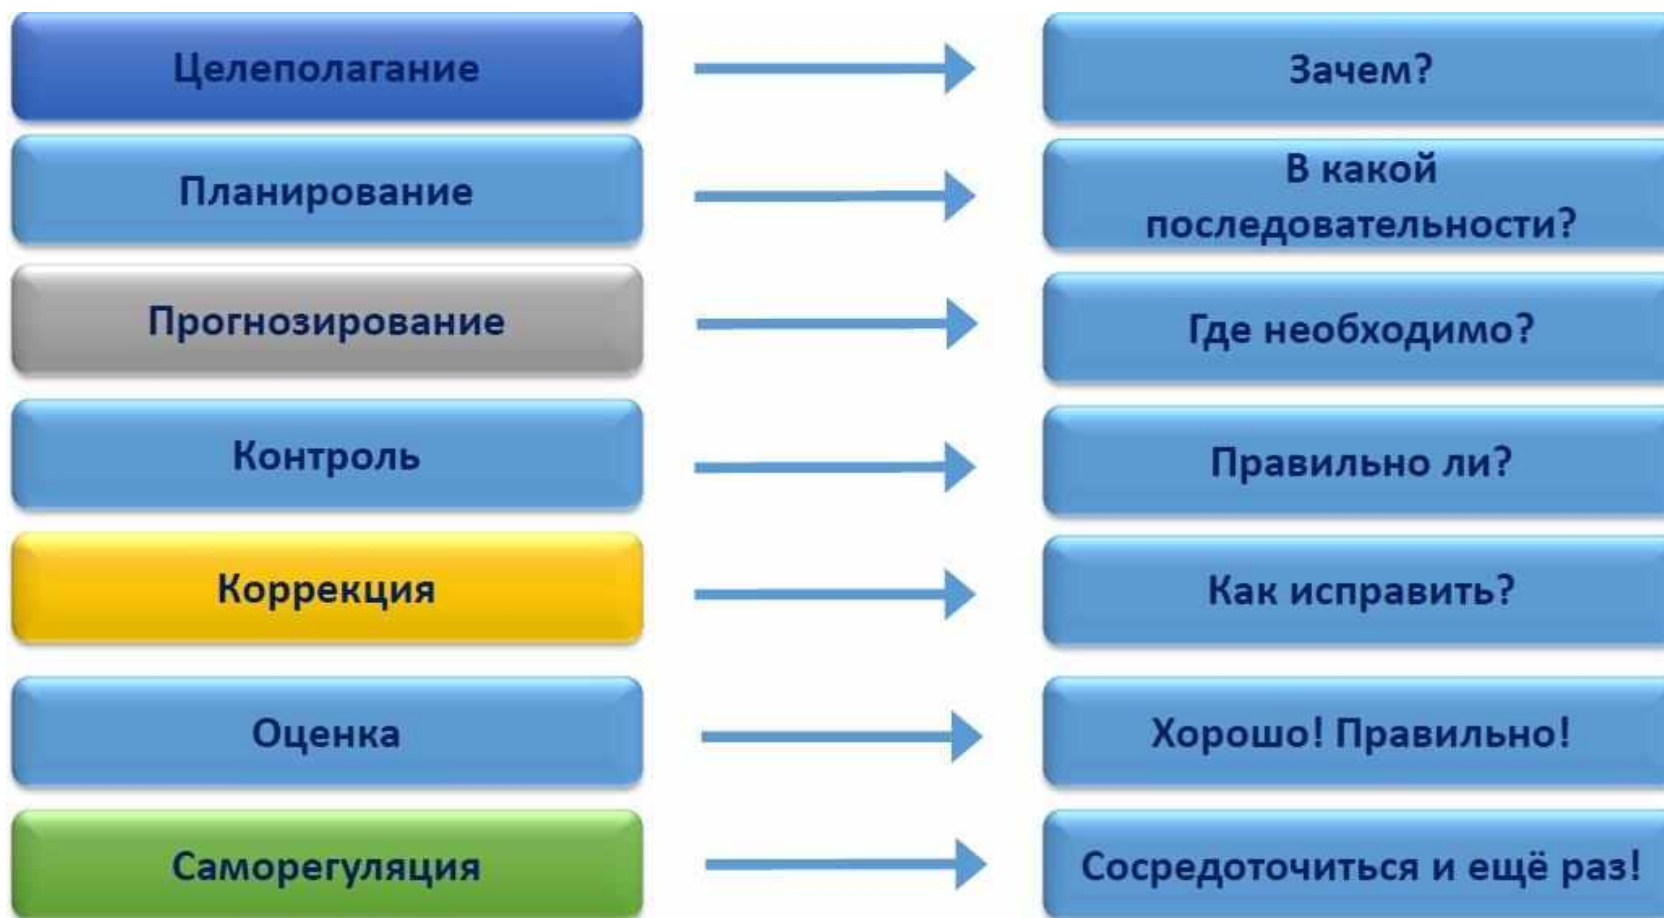 Целеполагание
Зачем?
Планирование
В какой
последовательности?
Прогнозирование
Где необходимо?
Контроль
Правильно ли?
Коррекция
Как исправить?
Оценка
Хорошо! Правильно!
Саморегуляция
Сосредоточиться и ещё раз!